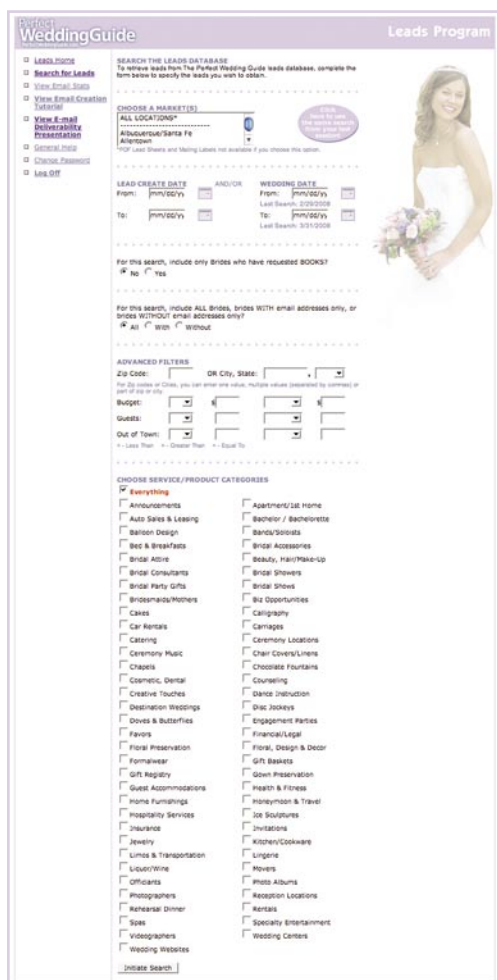 Perfect
WeddingGuide
Leads Program
Leads Home
Search for Leads
View Email Stats
View Email Creation
Tutorial
View E-mail
Deliverability
Presentation
General Help
Change Password
Log Off
SEARCH THE LEADS DATABASE
To retrieve leads from The Perfect Wedding Guide leads database, complete the
form below to specify the leads you wish to obtain.
CHOOSE A MARKET(S)
ALL LOCATIONS*
--------------------
Albuquerque/Santa Fe
Allentown
*PDF Lead Sheets and Mailing Labels not available if you choose this option.
Click
here to use
the same search
from your last
session!
LEAD CREATE DATE AND/OR WEDDING DATE
From: mm/dd/yy From: mm/dd/yy
Last Search: 2/29/2008
To: mm/dd/yy To: mm/dd/yy
Last Search: 3/31/2008
For this search, include only Brides who have requested BOOKS?
No Yes
For this search, include ALL Brides, brides WITH email addresses only, or
brides WITHOUT email addresses only?
All With Without
ADVANCED FILTERS
Zip Code: OR City, State: ,
For Zip codes or Cities, you can enter one value, multiple values (separated by commas) or
part of zip or city.
Budget: $ $
Guests:
Out of Town:
< - Less Than > - Greater Than = - Equal To
CHOOSE SERVICE/PRODUCT CATEGORIES
Everything
Announcements Apartment/1st Home
Auto Sales & Leasing Bachelor / Bachelorette
Balloon Design Bands/Soloists
Bed & Breakfasts Bridal Accessories
Bridal Attire Beauty, Hair/Make-Up
Bridal Consultants Bridal Showers
Bridal Party Gifts Bridal Shows
Bridesmaids/Mothers Biz Opportunities
Cakes Calligraphy
Car Rentals Carriages
Catering Ceremony Locations
Ceremony Music Chair Covers/Linens
Chapels Chocolate Fountains
Cosmetic, Dental Counseling
Creative Touches Dance Instruction
Destination Weddings Disc Jockeys
Doves & Butterflies Engagement Parties
Favors Financial/Legal
Floral Preservation Floral, Design & Decor
Formalwear Gift Baskets
Gift Registry Gown Preservation
Guest Accommodations Health & Fitness
Home Furnishings Honeymoon & Travel
Hospitality Services Ice Sculptures
Insurance Invitations
Jewelry Kitchen/Cookware
Limos & Transportation Lingerie
Liquor/Wine Movers
Officiants Photo Albums
Photographers Reception Locations
Rehearsal Dinner Rentals
Spas Specialty Entertainment
Videographers Wedding Centers
Wedding Websites
Initiate Search